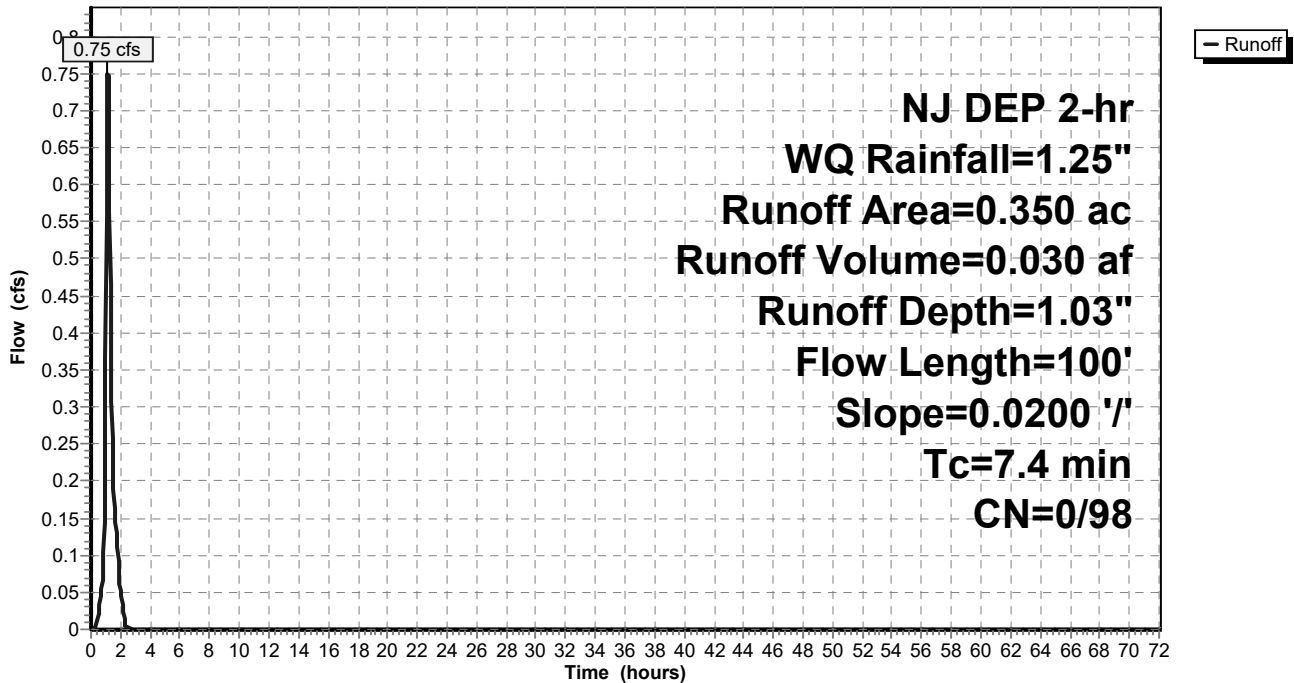 0.8
0.75 cfs
Runoff
0.75
0.7
0.65
0.6
0.55
0.5
0.45
0.4
0.35
0.3
0.25
0.2
0.15
0.1
0.05
0
Flow (cfs)
NJ DEP 2-hr
WQ Rainfall=1.25"
Runoff Area=0.350 ac
Runoff Volume=0.030 af
Runoff Depth=1.03"
Flow Length=100'
Slope=0.0200 '/'
Tc=7.4 min
CN=0/98
0 2 4 6 8 10 12 14 16 18 20 22 24 26 28 30 32 34 36 38 40 42 44 46 48 50 52 54 56 58 60 62 64 66 68 70 72
Time (hours)